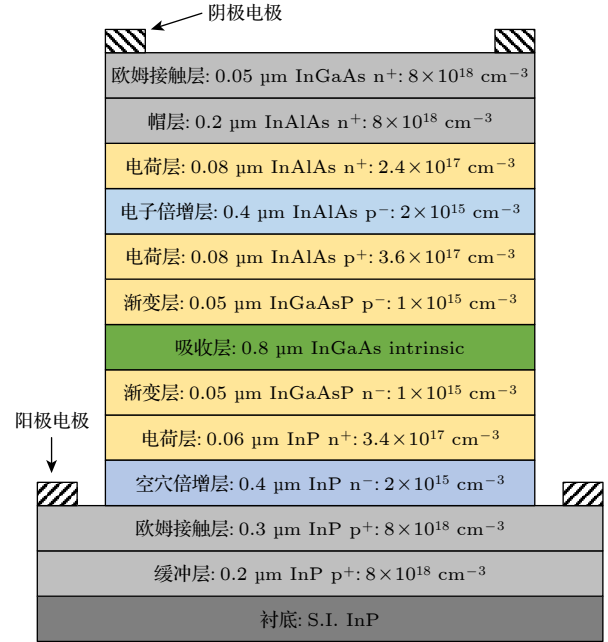 阴极电极
欧姆接触层: 0.05 μm InGaAs n⁺: 8×10¹⁸ cm⁻³
帽层: 0.2 μm InAlAs n⁺: 8×10¹⁸ cm⁻³
电荷层: 0.08 μm InAlAs n⁺: 2.4×10¹⁷ cm⁻³
电子倍增层: 0.4 μm InAlAs p⁻: 2×10¹⁵ cm⁻³
电荷层: 0.08 μm InAlAs p⁺: 3.6×10¹⁷ cm⁻³
渐变层: 0.05 μm InGaAsP p⁻: 1×10¹⁵ cm⁻³
吸收层: 0.8 μm InGaAs intrinsic
渐变层: 0.05 μm InGaAsP n⁻: 1×10¹⁵ cm⁻³
阳极电极
电荷层: 0.06 μm InP n⁺: 3.4×10¹⁷ cm⁻³
空穴倍增层: 0.4 μm InP n⁻: 2×10¹⁵ cm⁻³
欧姆接触层: 0.3 μm InP p⁺: 8×10¹⁸ cm⁻³
缓冲层: 0.2 μm InP p⁺: 8×10¹⁸ cm⁻³
衬底: S.I. InP